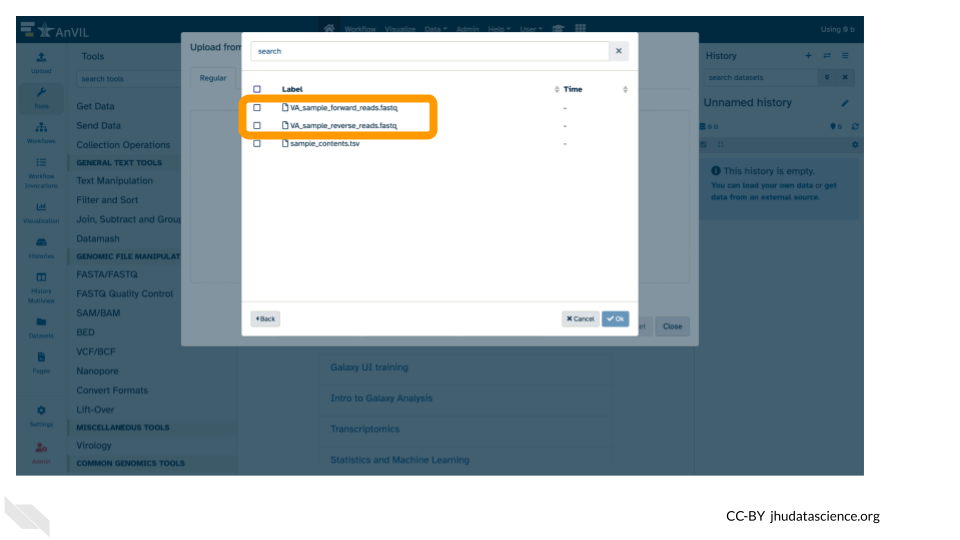 AnVIL
Workflow Visualize Data Admin Help User
Using 0 b
Upload
Tools
Workflows
Workflow Invocations
Visualization
Histories
History Multiview
Datasets
Pages
Settings
Admin
Tools
search tools
Get Data
Send Data
Collection Operations
GENERAL TEXT TOOLS
Text Manipulation
Filter and Sort
Join, Subtract and Grou
Datamash
GENOMIC FILE MANIPULAT
FASTA/FASTQ
FASTQ Quality Control
SAM/BAM
BED
VCF/BCF
Nanopore
Convert Formats
Lift-Over
MISCELLANEOUS TOOLS
Virology
COMMON GENOMICS TOOLS
Upload from
Regular
search
Label Time
VA_sample_forward_reads.fastq -
VA_sample_reverse_reads.fastq -
sample_contents.tsv -
Back
Cancel Ok
Close
Galaxy UI training
Intro to Galaxy Analysis
Transcriptomics
Statistics and Machine Learning
History
search datasets
Unnamed history
This history is empty.
You can load your own data or get
data from an external source.
CC-BY jhudatascience.org